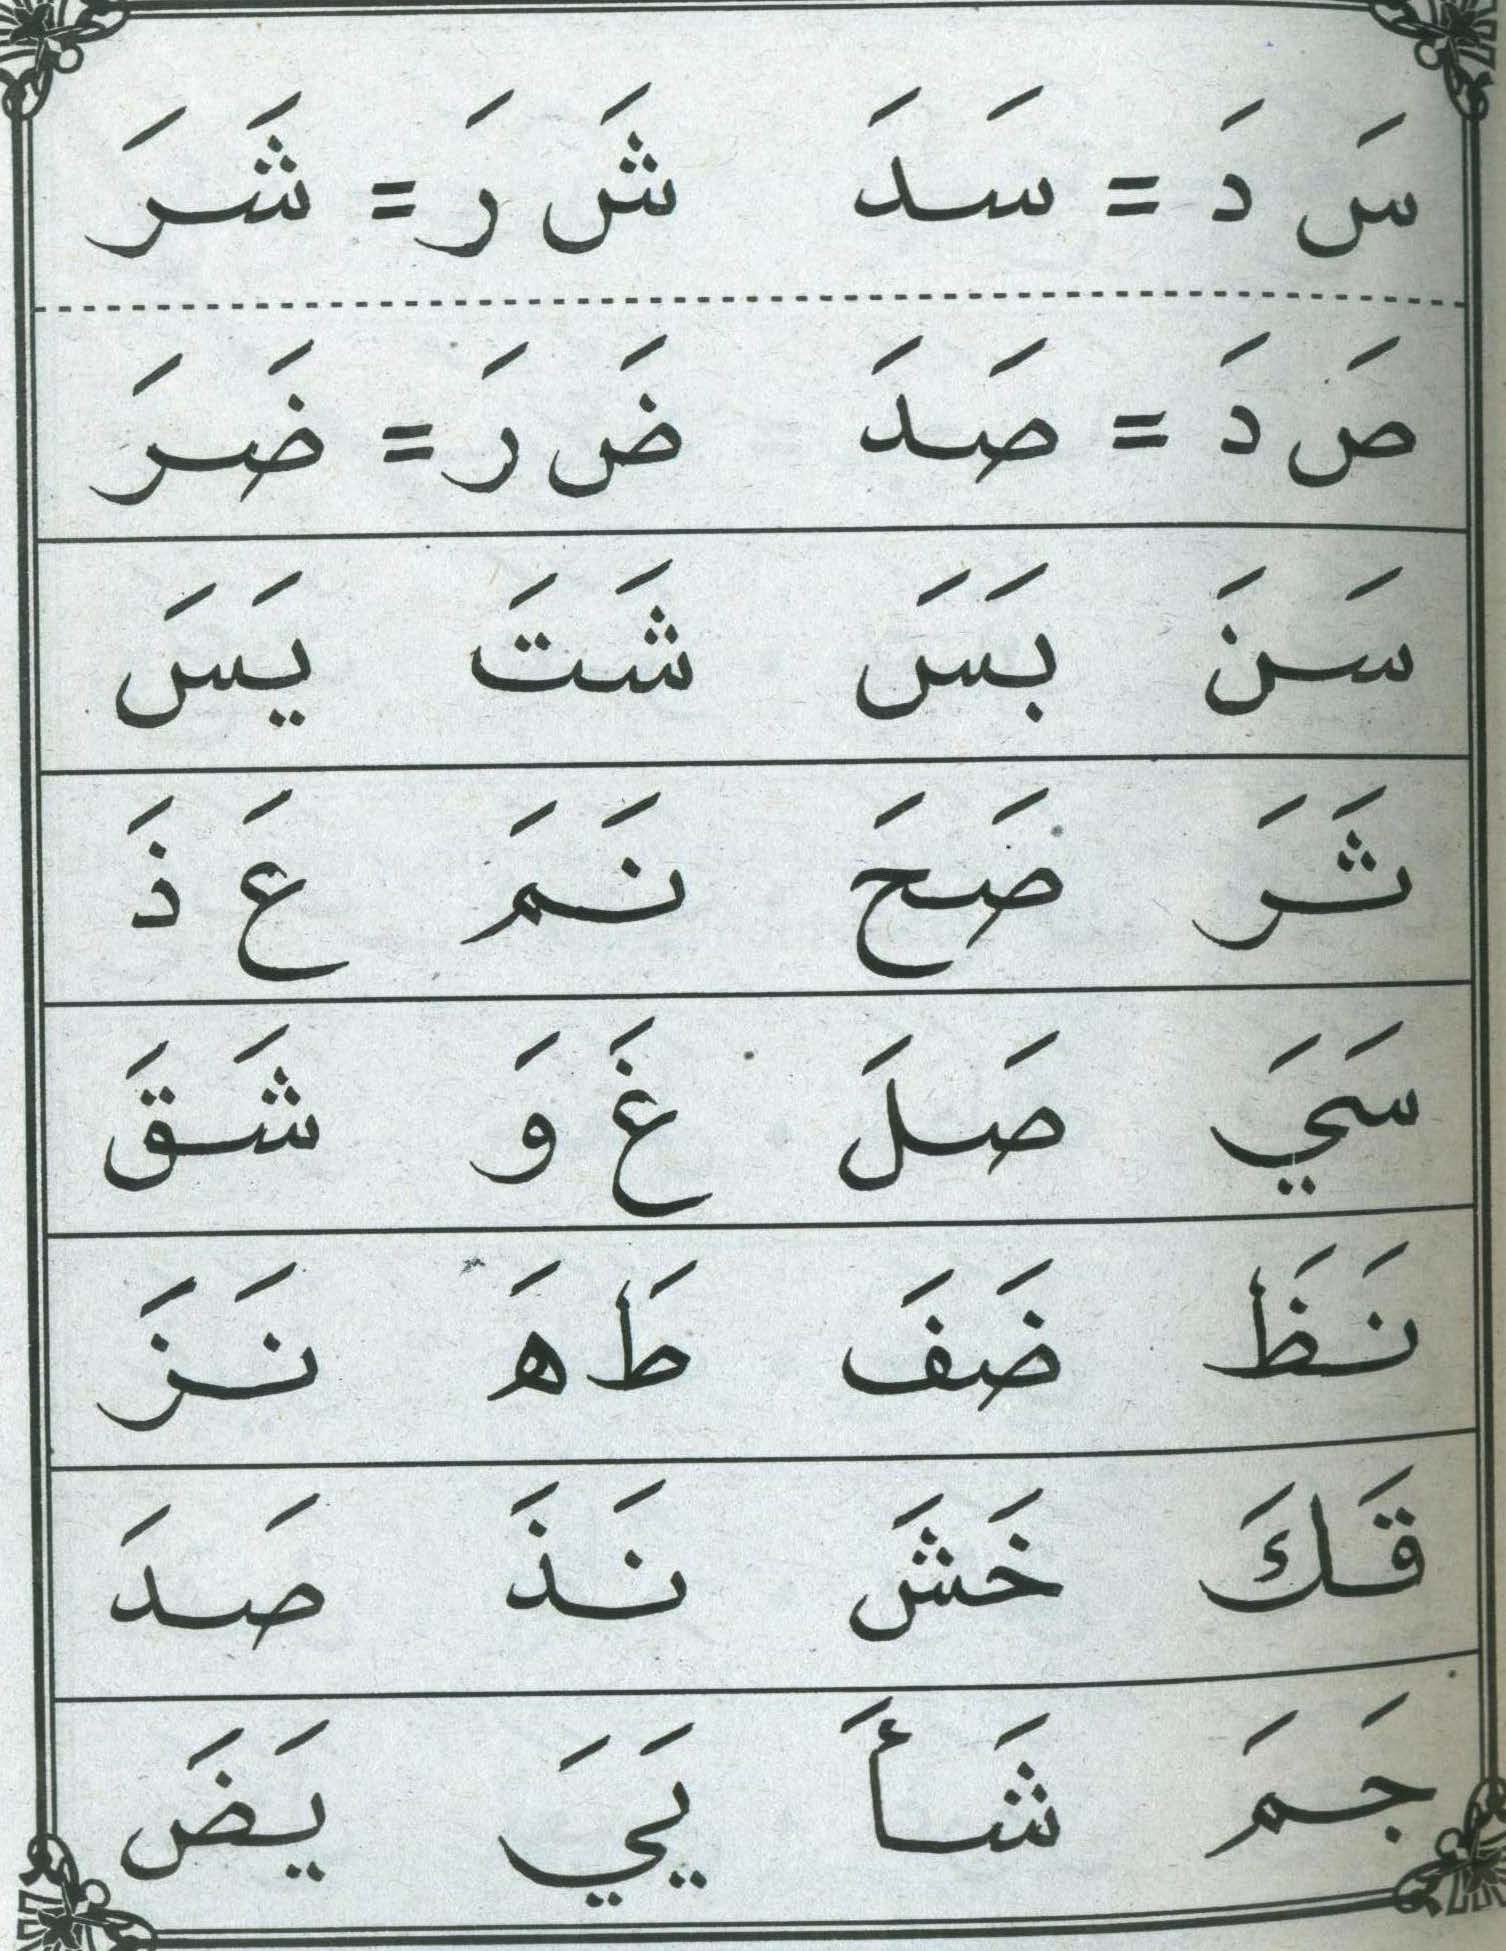 سَ دَ = سَدَ شَ رَ = شَرَ
صَ دَ = صَدَ ضَ رَ = ضَرَ
سَنَ بَسَ شَتَ يَسَ
ثَرَ صَحَ نَمَ عَ ذَ
سَيَ صَلَ غَ وَ شَقَ
نَظَ ضَفَ طَ هَ نَزَ
قَكَ خَشَ نَذَ صَدَ
جَمَ شَأَ يَيَ يَضَ